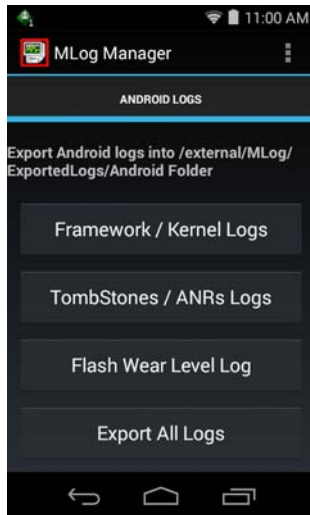 1
11:00 AM
MLog Manager
ANDROID LOGS
Export Android logs into /external/MLog/
ExportedLogs/Android Folder
Framework / Kernel Logs
TombStones / ANRs Logs
Flash Wear Level Log
Export All Logs